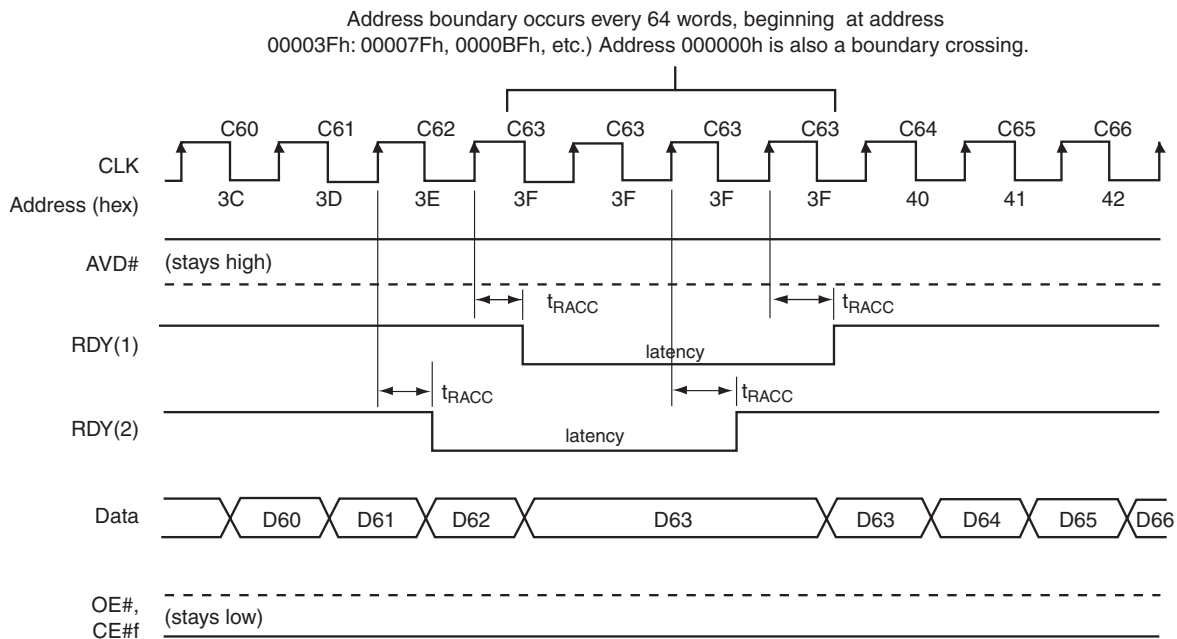 Address boundary occurs every 64 words, beginning at address
00003Fh: 00007Fh, 0000BFh, etc.) Address 000000h is also a boundary crossing.
C60 C61 C62 C63 C63 C63 C63 C64 C65 C66
CLK
Address (hex) 3C 3D 3E 3F 3F 3F 3F 40 41 42
AVD# (stays high)
tRACC tRACC
RDY(1) latency
tRACC tRACC
RDY(2) latency
Data D60 D61 D62 D63 D63 D64 D65 D66
OE#,
CE#f (stays low)